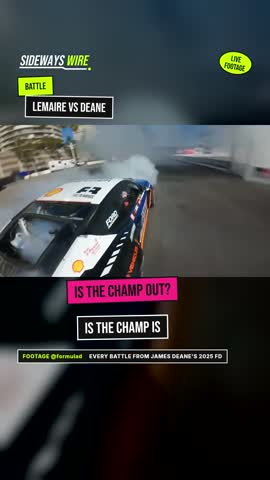 SIDEWAYS WIRE.
LIVE
FOOTAGE
BATTLE
LEMAIRE VS DEANE
IS THE CHAMP OUT?
IS THE CHAMP IS
FOOTAGE @formulad EVERY BATTLE FROM JAMES DEANE'S 2025 FD